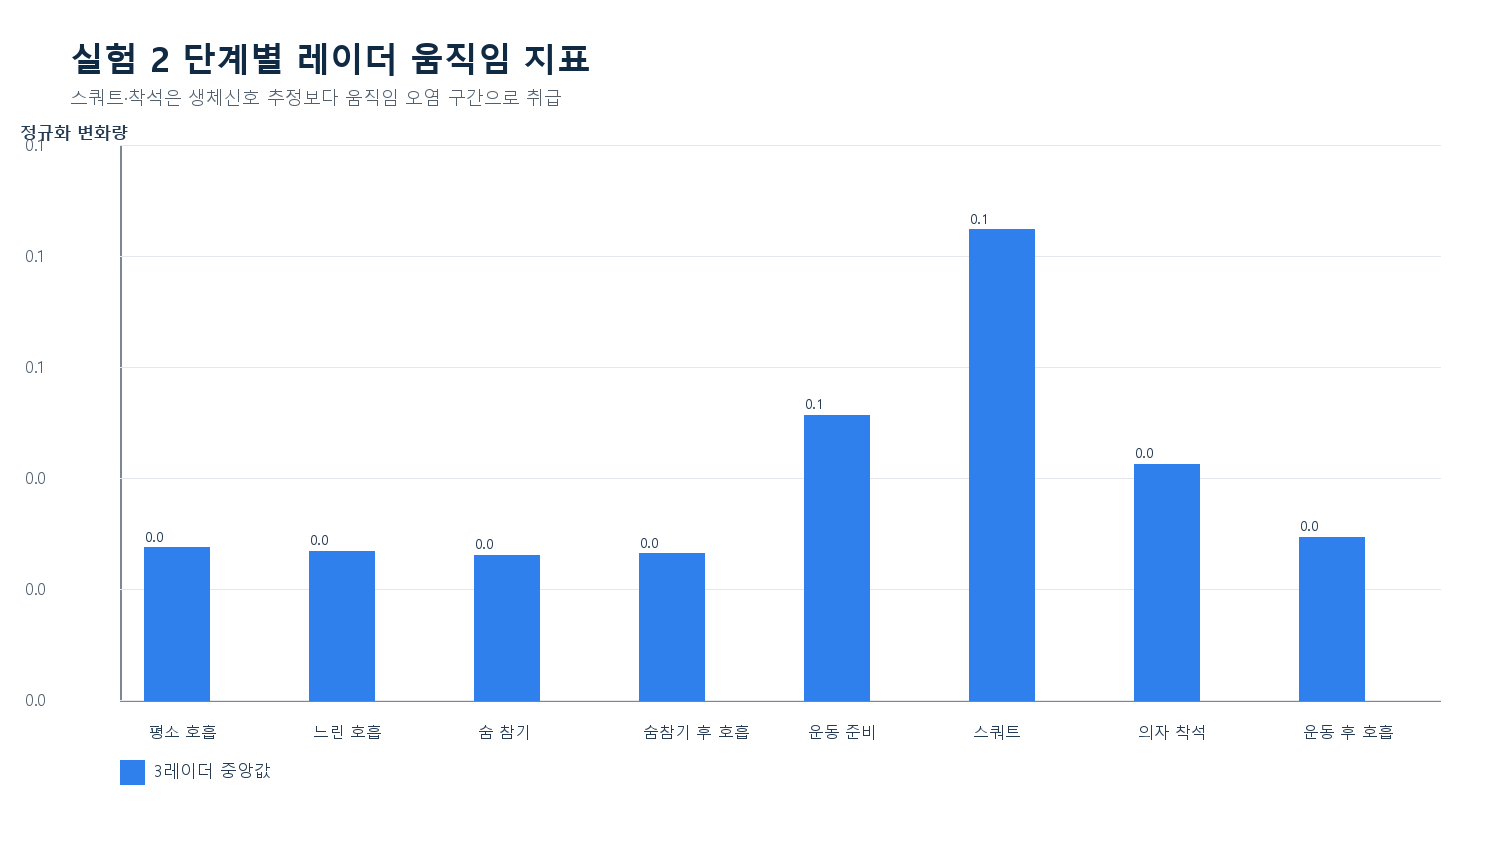 실험 2 단계별 레이더 움직임 지표
스쿼트·착석은 생체신호 추정보다 움직임 오염 구간으로 취급
정규화 변화량
0.1
0.1
0.1
0.0
0.0
0.0
0.0
0.0
0.0
0.0
0.1
0.1
0.0
0.0
평소 호흡
느린 호흡
숨 참기
숨참기 후 호흡
운동 준비
스쿼트
의자 착석
운동 후 호흡
3레이더 중앙값